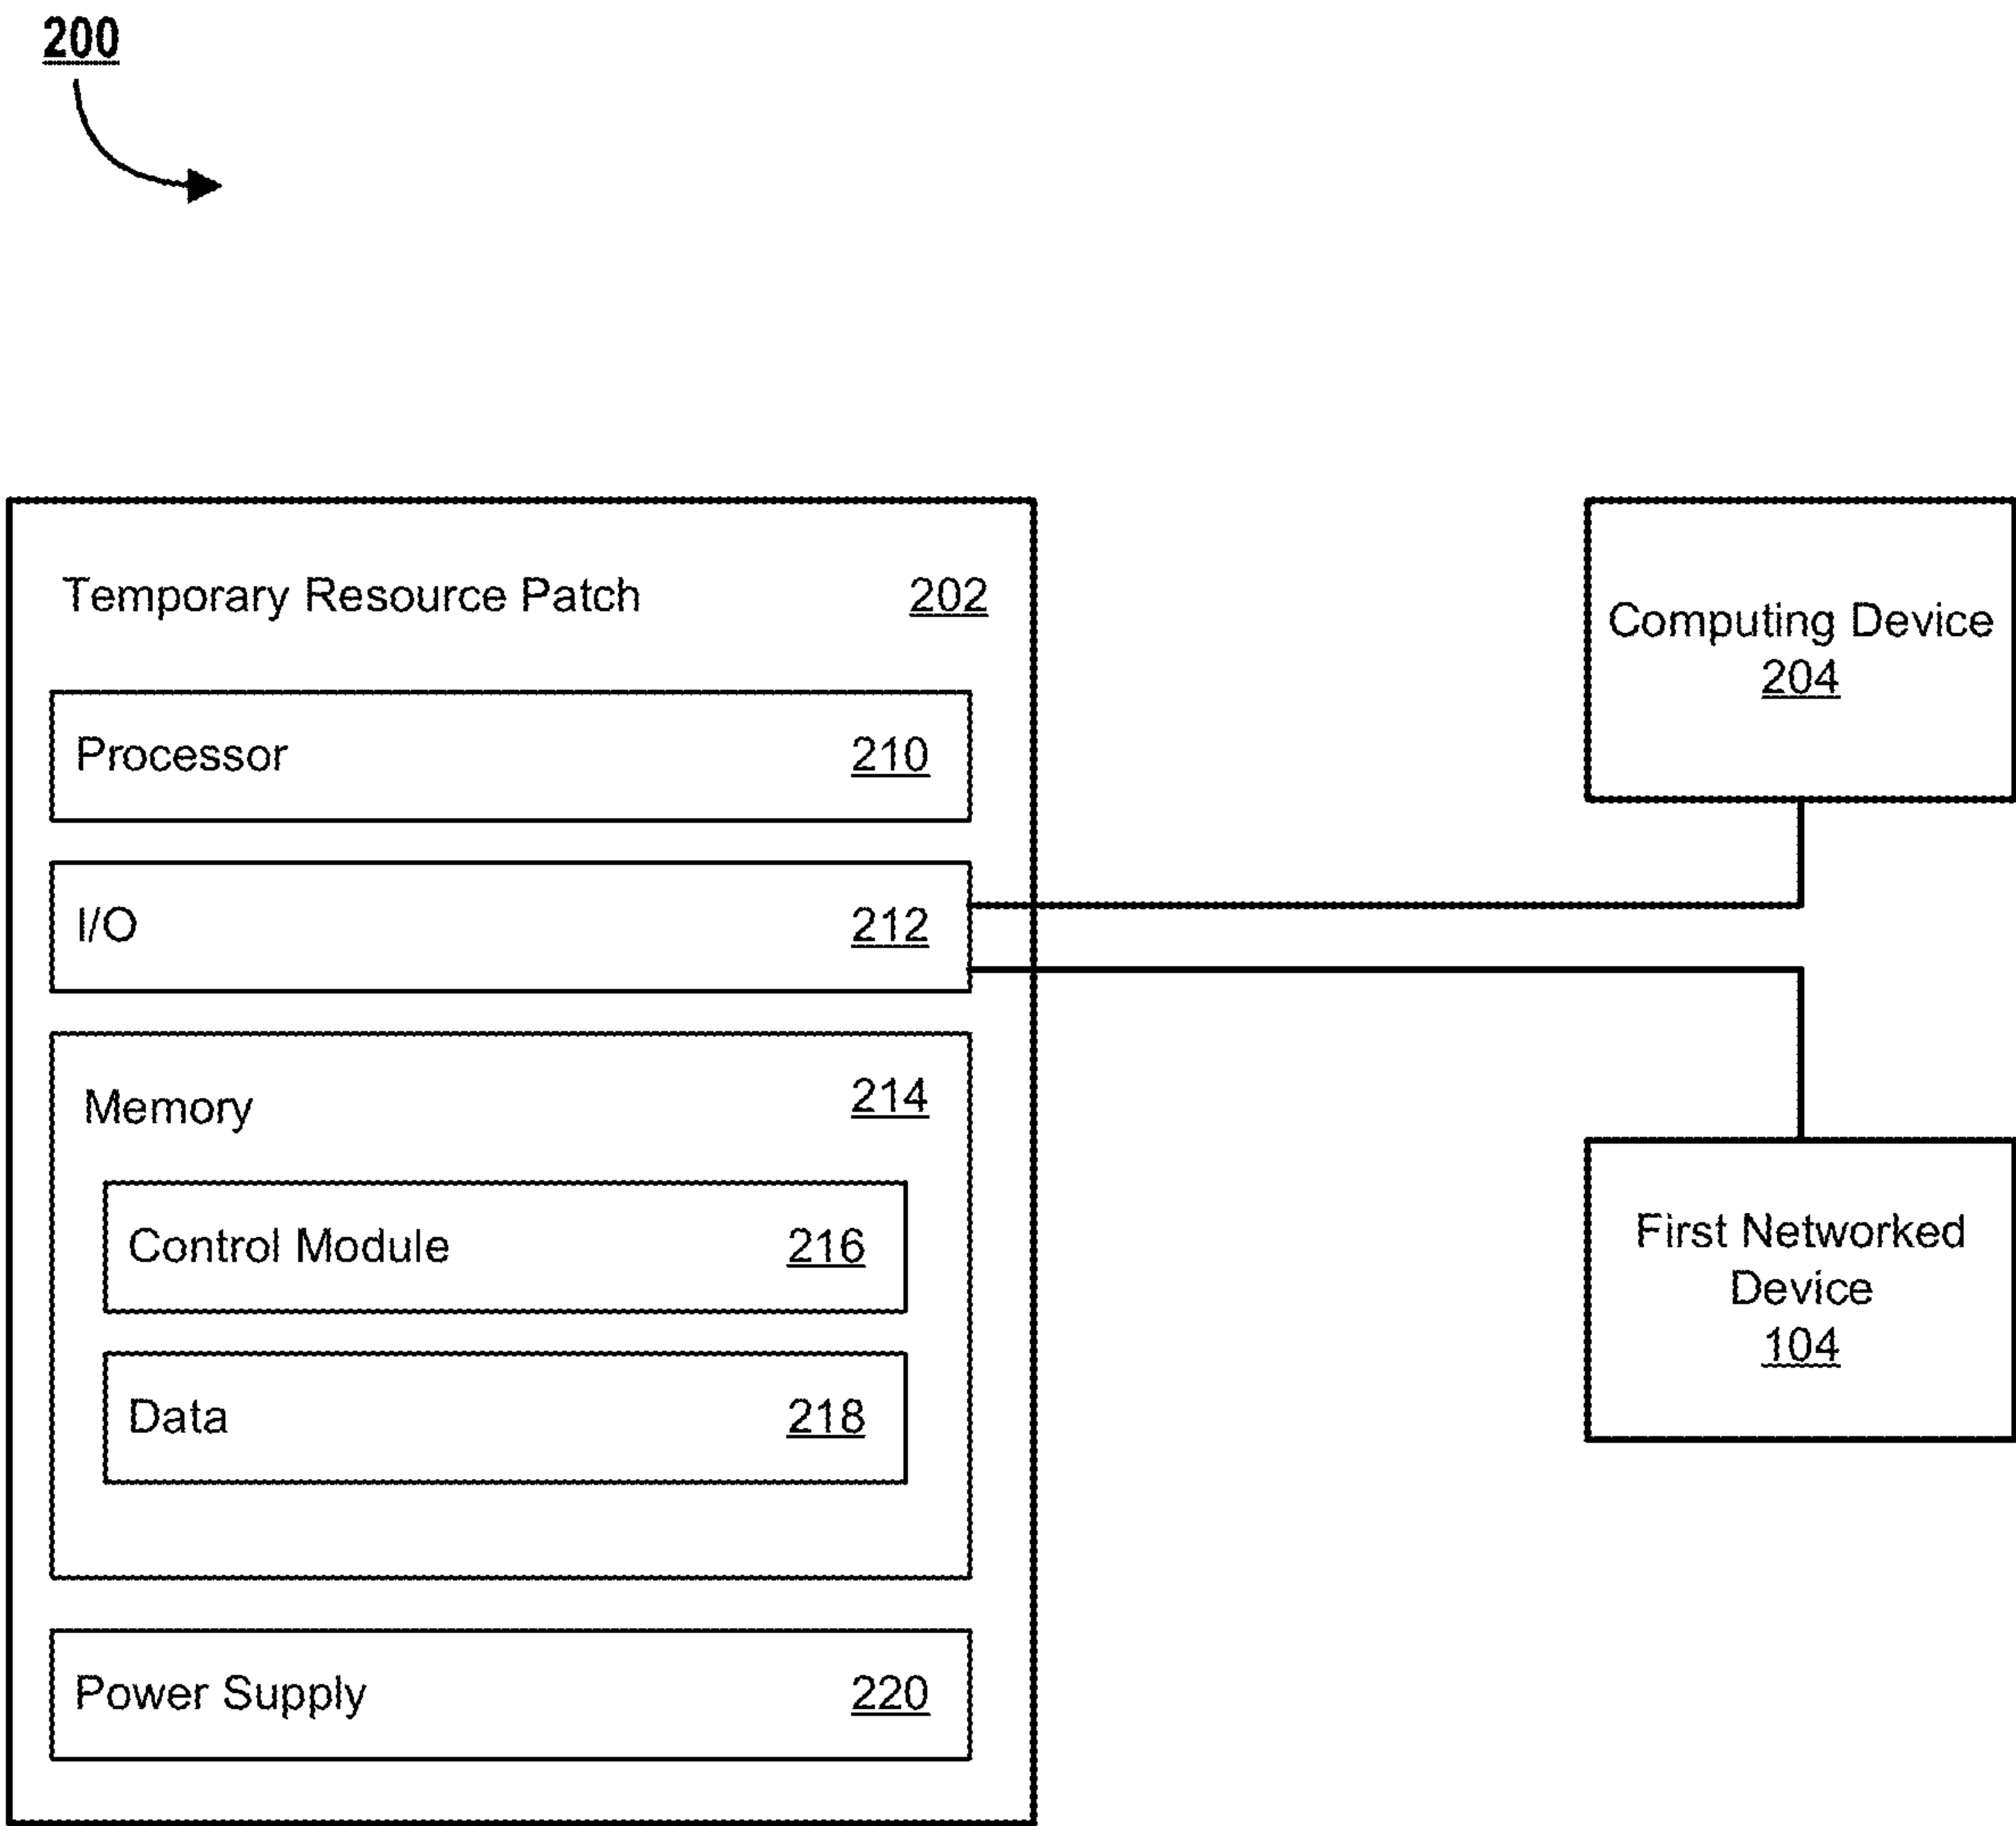 200
Temporary Resource Patch 202
Processor 210
I/O 212
Memory 214
Control Module 216
Data 218
Power Supply 220
Computing Device
204
First Networked
Device
104